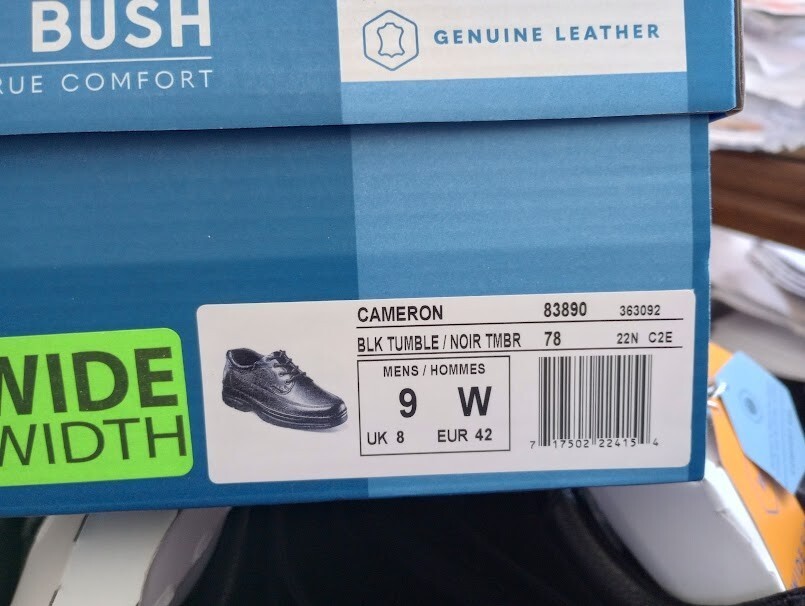 BUSH
RUE COMFORT
GENUINE LEATHER
CAMERON 83890 363092
BLK TUMBLE / NOIR TMBR 78 22N C2E
MENS / HOMMES
9 W
UK 8 EUR 42
7 17502 22415 4
WIDE
WIDTH